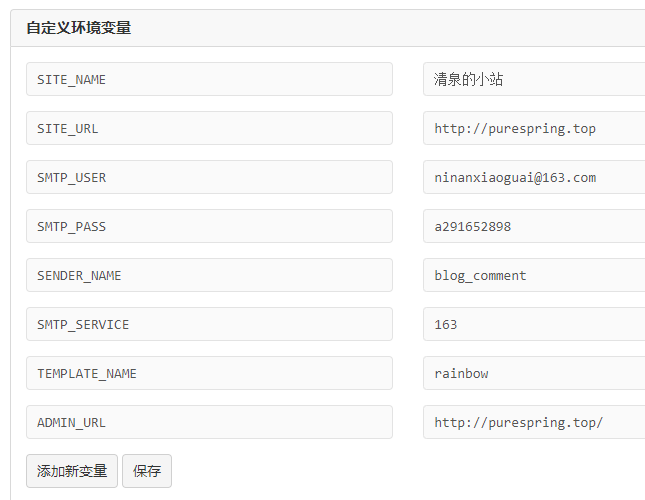 自定义环境变量
SITE_NAME 清泉的小站
SITE_URL http://purespring.top
SMTP_USER ninanxiaoguai@163.com
SMTP_PASS a291652898
SENDER_NAME blog_comment
SMTP_SERVICE 163
TEMPLATE_NAME rainbow
ADMIN_URL http://purespring.top/
添加新变量 保存